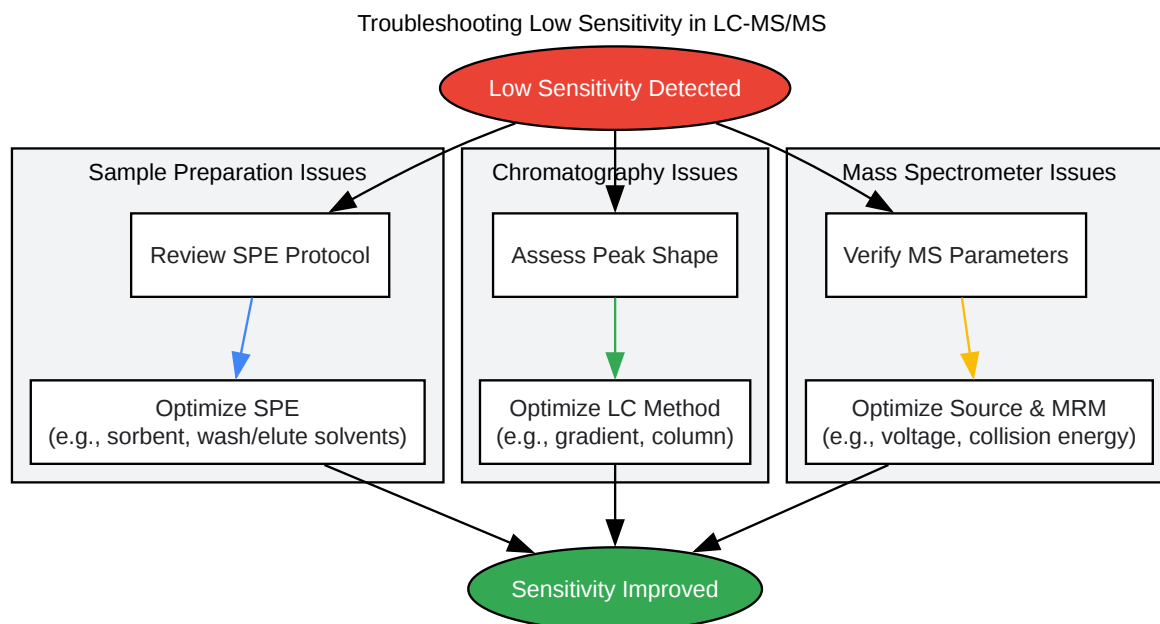 Troubleshooting Low Sensitivity in LC-MS/MS
Low Sensitivity Detected
Sample Preparation Issues
Chromatography Issues
Mass Spectrometer Issues
Review SPE Protocol
Assess Peak Shape
Verify MS Parameters
Optimize SPE
(e.g., sorbent, wash/elute solvents)
Optimize LC Method
(e.g., gradient, column)
Optimize Source & MRM
(e.g., voltage, collision energy)
Sensitivity Improved